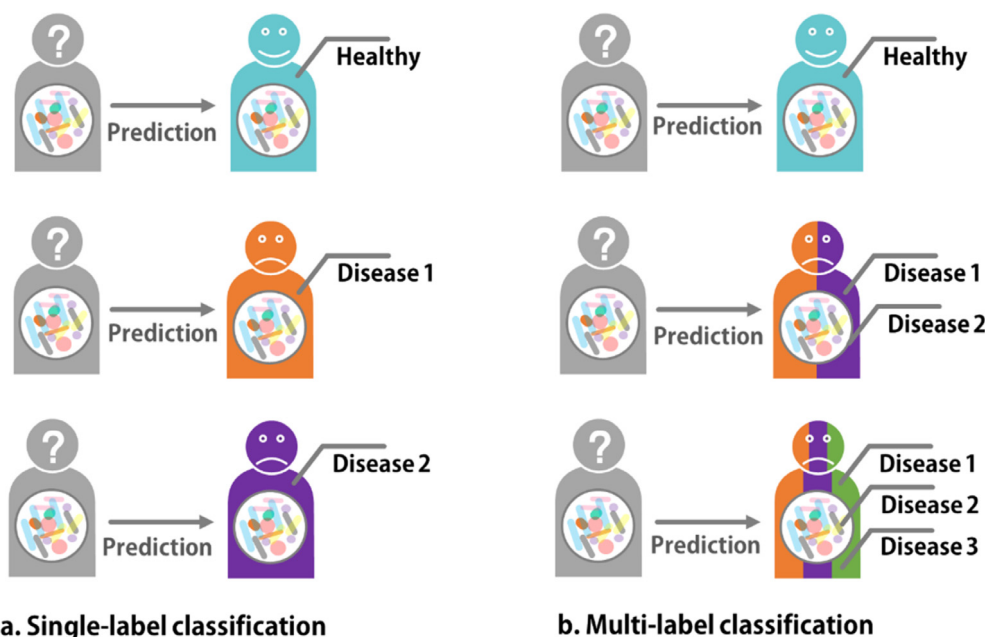 ?
Healthy
Prediction
?
Healthy
Prediction
?
Disease 1
Prediction
?
Disease 1
Disease 2
Prediction
?
Disease 2
Prediction
?
Disease 1
Disease 2
Disease 3
Prediction
a. Single-label classification
b. Multi-label classification